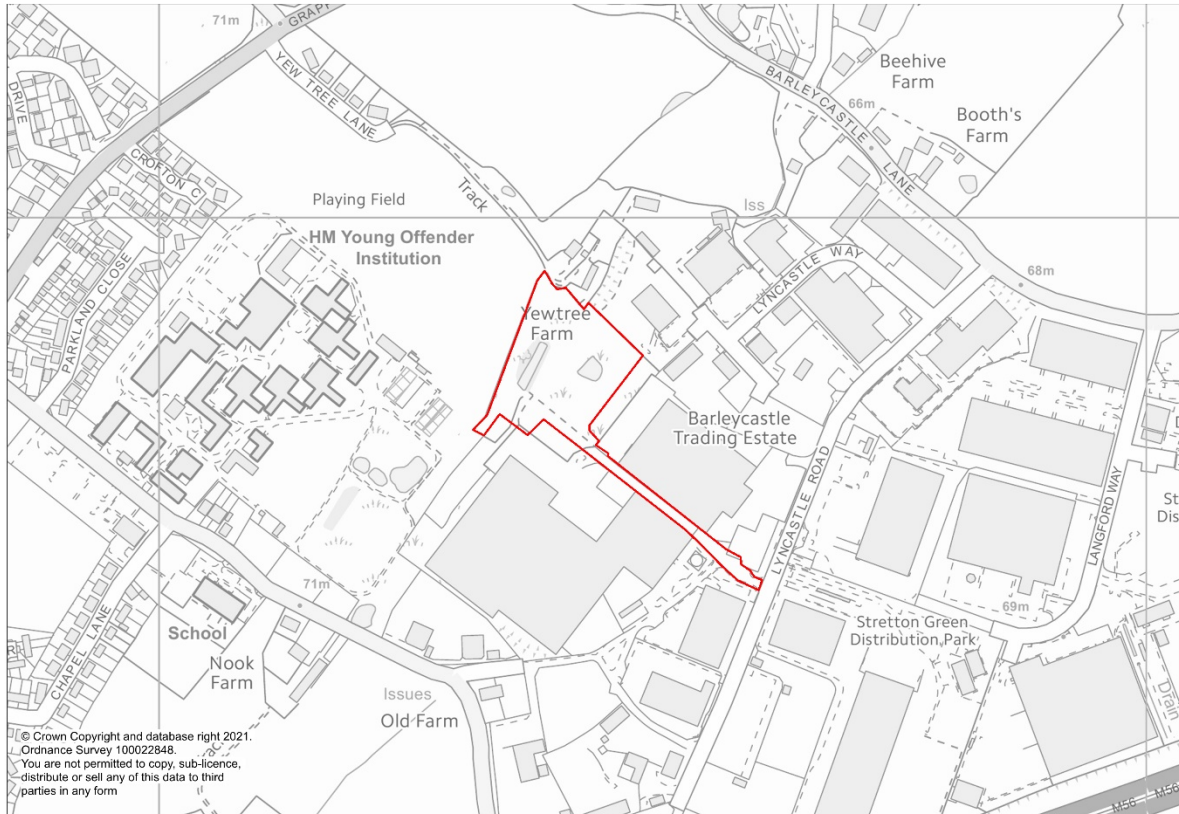 71m
GRAPP
YEW TREE LANE
DRIVE
CROFTON C
PARKLAND CLOSE
Playing Field
HM Young Offender
Institution
Track
Beehive
Farm
BARLEYCASTLE LANE
66m
Booth's
Farm
Iss
LYNCASTLE WAY
68m
Yewtree
Farm
Barleycastle
Trading Estate
LYNCASTLE ROAD
LANGFORD WAY
D
St
Dis
71m
School
CHAPEL LANE
Nook
Farm
Issues
Old Farm
69m
Stretton Green
Distribution Park
Drain
M56
M56
© Crown Copyright and database right 2021.
Ordnance Survey 100022848.
You are not permitted to copy, sub-licence,
distribute or sell any of this data to third
parties in any form